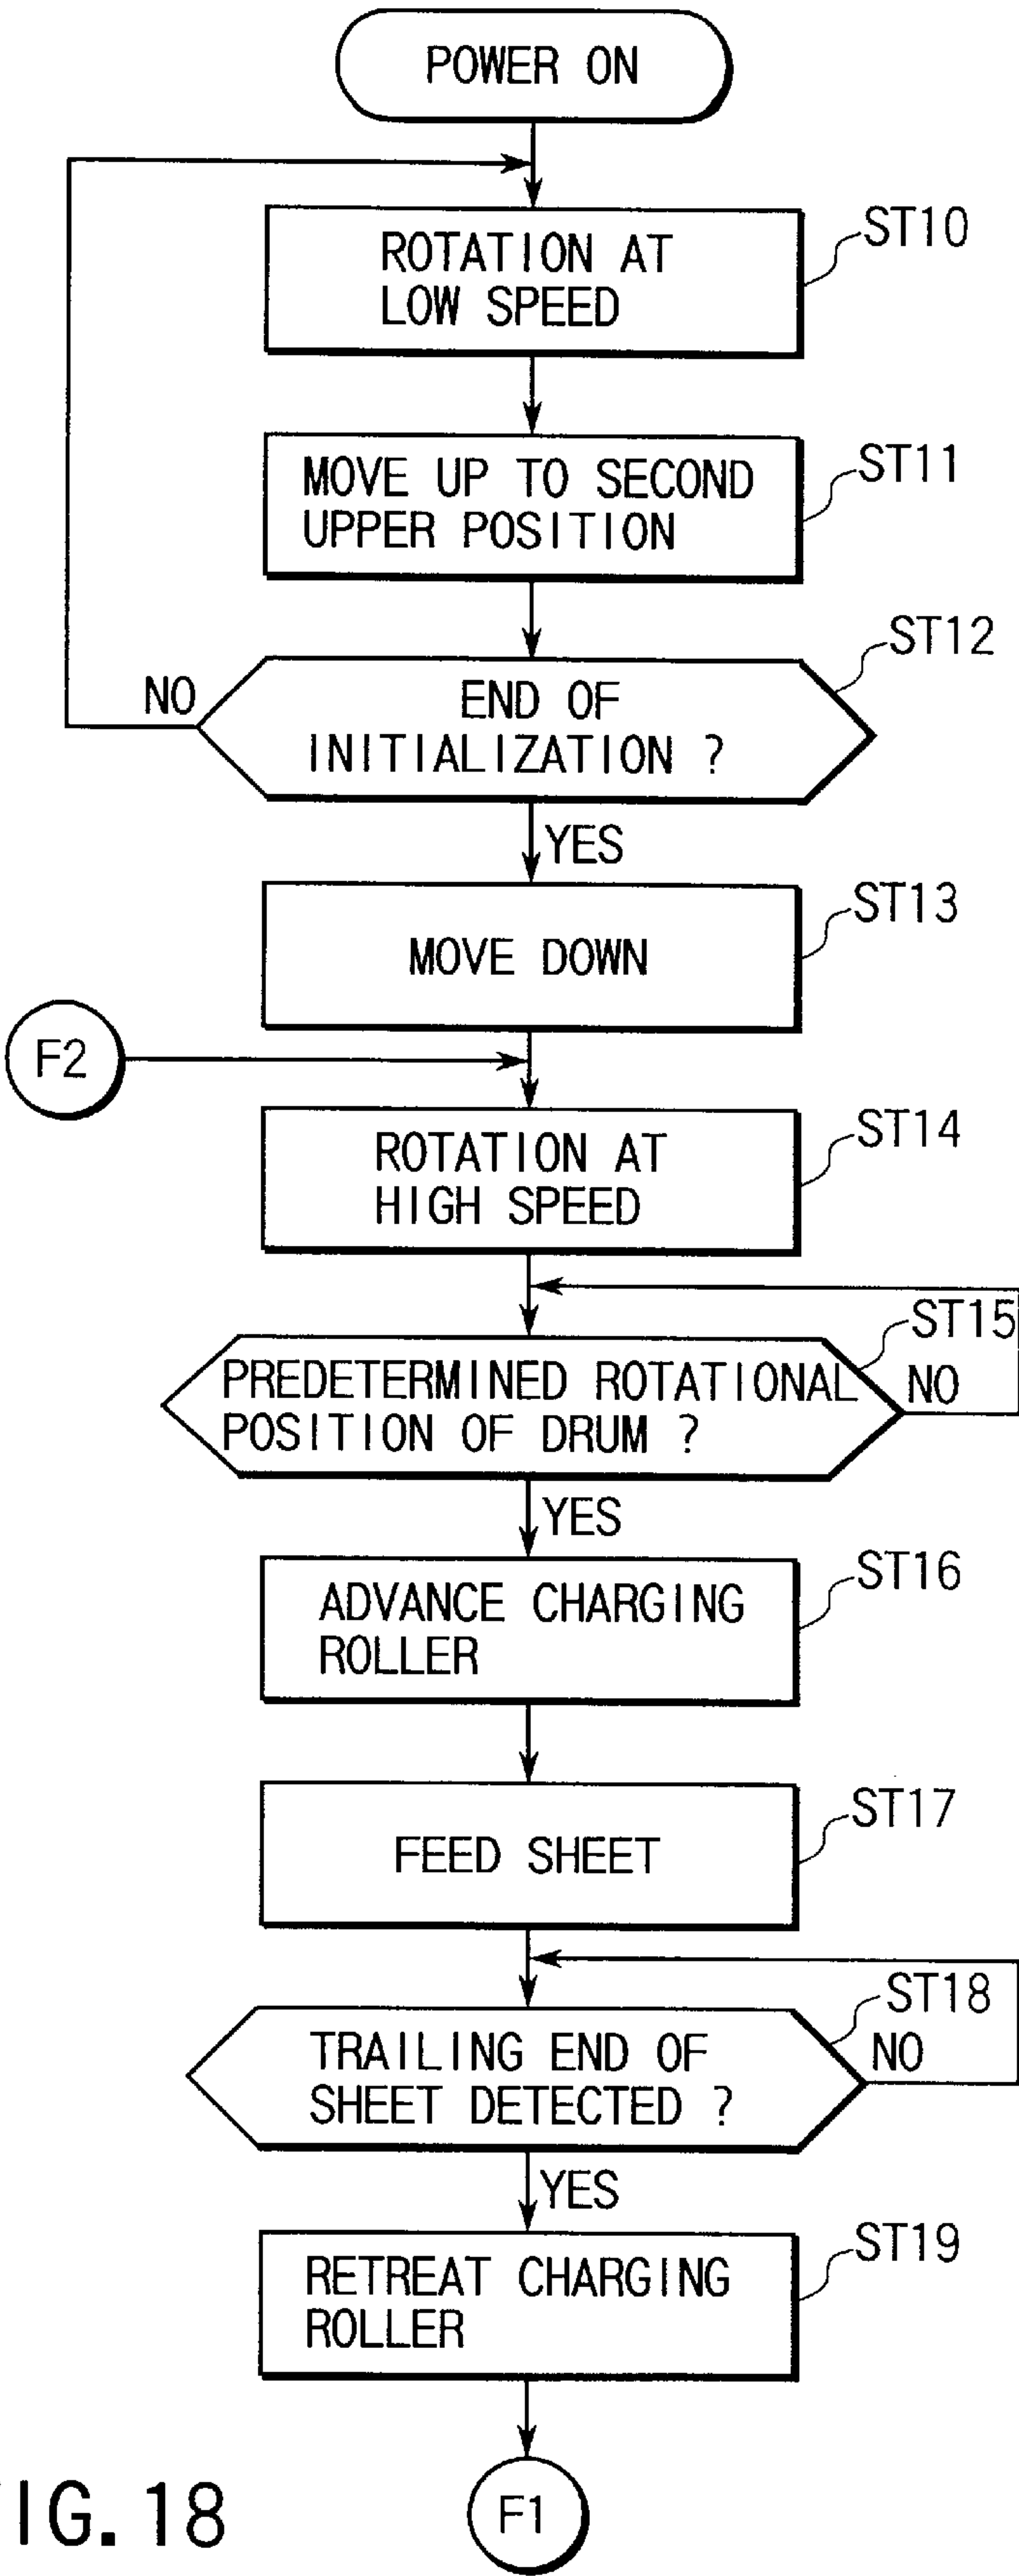 POWER ON
ST10
ROTATION AT
LOW SPEED
ST11
MOVE UP TO SECOND
UPPER POSITION
ST12
NO
END OF
INITIALIZATION ?
YES
ST13
MOVE DOWN
F2
ST14
ROTATION AT
HIGH SPEED
ST15
PREDETERMINED ROTATIONAL
POSITION OF DRUM ?
NO
YES
ST16
ADVANCE CHARGING
ROLLER
ST17
FEED SHEET
ST18
TRAILING END OF
SHEET DETECTED ?
NO
YES
ST19
RETREAT CHARGING
ROLLER
F1
IG. 18